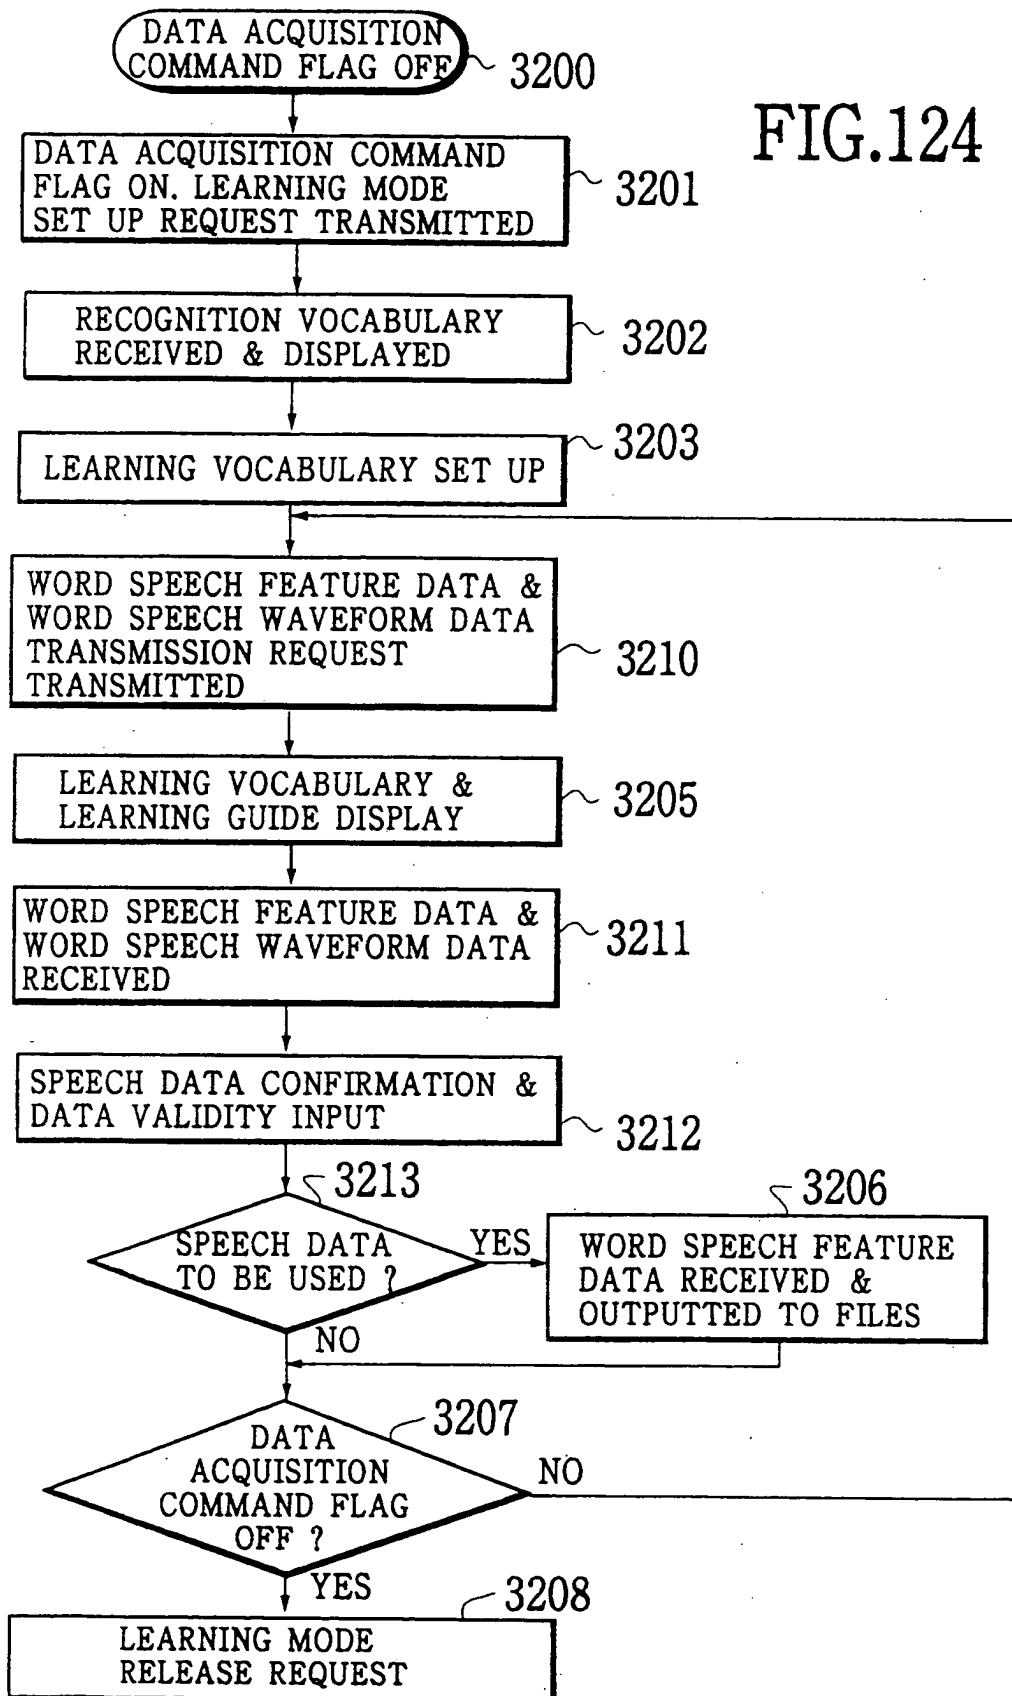 DATA ACQUISITION
COMMAND FLAG OFF
3200
FIG.124
DATA ACQUISITION COMMAND
FLAG ON. LEARNING MODE
SET UP REQUEST TRANSMITTED
3201
RECOGNITION VOCABULARY
RECEIVED & DISPLAYED
3202
LEARNING VOCABULARY SET UP
3203
WORD SPEECH FEATURE DATA &
WORD SPEECH WAVEFORM DATA
TRANSMISSION REQUEST
TRANSMITTED
3210
LEARNING VOCABULARY &
LEARNING GUIDE DISPLAY
3205
WORD SPEECH FEATURE DATA &
WORD SPEECH WAVEFORM DATA
RECEIVED
3211
SPEECH DATA CONFIRMATION &
DATA VALIDITY INPUT
3212
3213
SPEECH DATA
TO BE USED ?
YES
NO
3206
WORD SPEECH FEATURE
DATA RECEIVED &
OUTPUTTED TO FILES
3207
DATA
ACQUISITION
COMMAND FLAG
OFF ?
NO
YES
3208
LEARNING MODE
RELEASE REQUEST